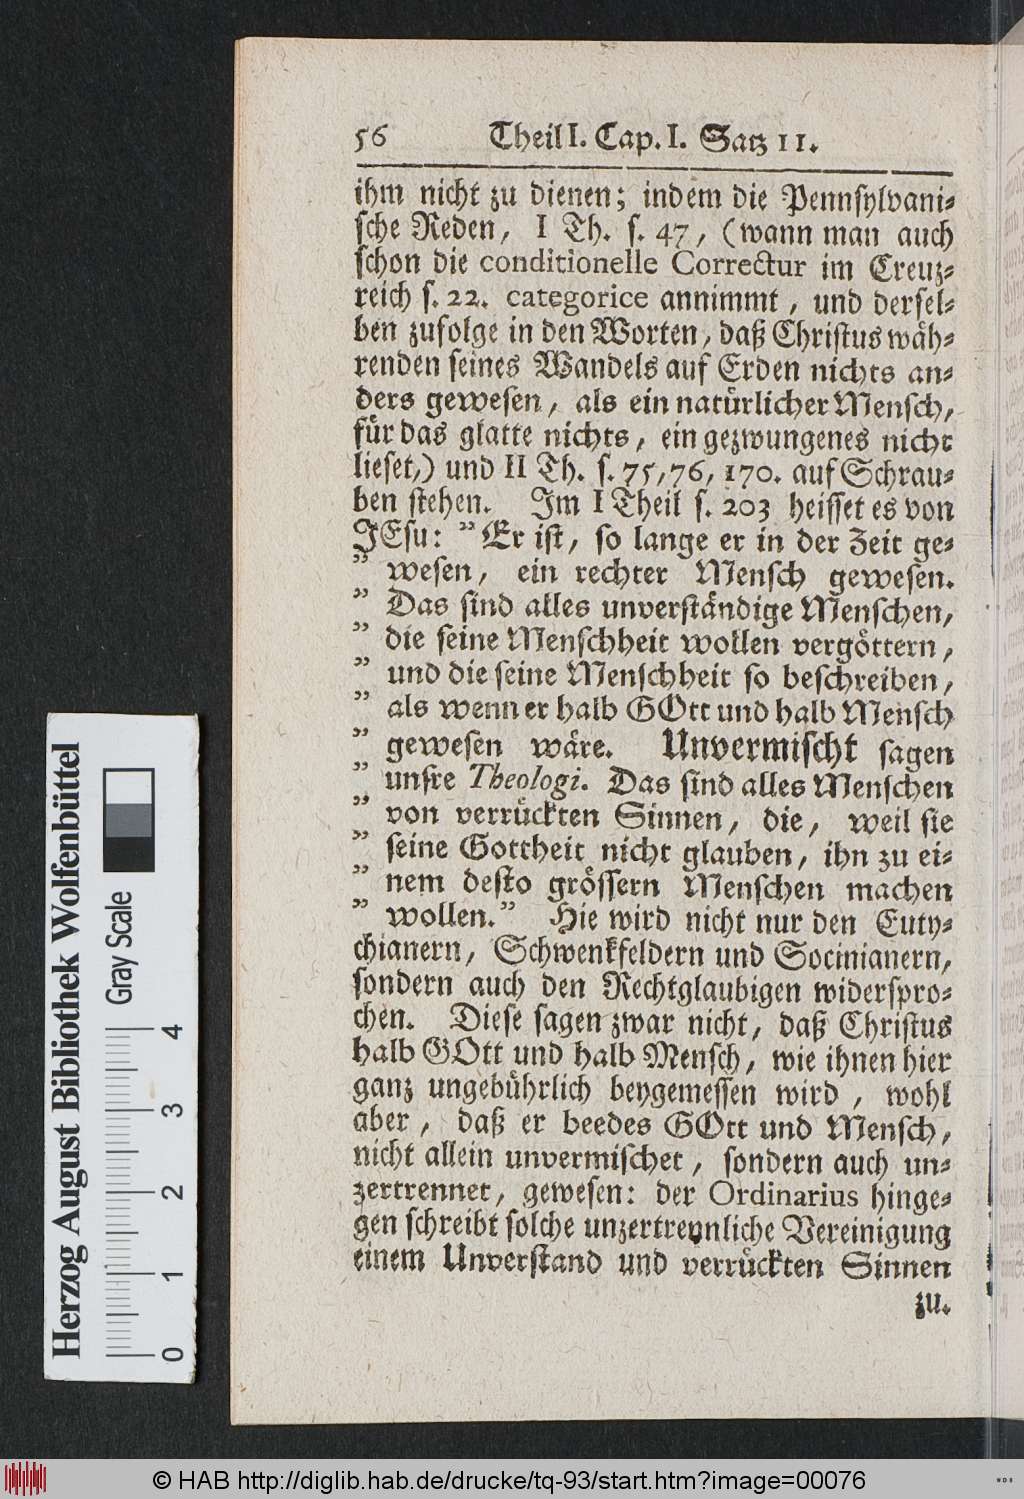 56 Theil I. Cap. I. Satz 11.
ihm nicht zu dienen; indem die Pennsylvani-
sche Reden, I Th. s. 47, (wann man auch
schon die conditionelle Correctur im Creuz-
reich s. 22. categorice annimmt, und dersel-
ben zufolge in den Worten, daß Christus wäh-
renden seines Wandels auf Erden nichts an-
ders gewesen, als ein natürlicher Mensch,
für das glatte nichts, ein gezwungenes nicht
lieset,) und II Th. s. 75, 76, 170. auf Schrau-
ben stehen. Im I Theil s. 203 heisset es von
JEsu: "Er ist, so lange er in der Zeit ge-
" wesen, ein rechter Mensch gewesen.
" Das sind alles unverständige Menschen,
" die seine Menschheit wollen vergöttern,
" und die seine Menschheit so beschreiben,
" als wenn er halb GOtt und halb Mensch
" gewesen wäre. Unvermischt sagen
" unsre Theologi. Das sind alles Menschen
" von verrückten Sinnen, die, weil sie
" seine Gottheit nicht glauben, ihn zu ei-
" nem desto grössern Menschen machen
" wollen." Hie wird nicht nur den Euty-
chianern, Schwenkfeldern und Socinianern,
sondern auch den Rechtglaubigen widerspro-
chen. Diese sagen zwar nicht, daß Christus
halb GOtt und halb Mensch, wie ihnen hier
ganz ungebührlich beygemessen wird, wohl
aber, daß er beedes GOtt und Mensch,
nicht allein unvermischet, sondern auch un-
zertrennet, gewesen: der Ordinarius hinge-
gen schreibt solche unzertrennliche Vereinigung
einem Unverstand und verrückten Sinnen
zu.
Herzog August Bibliothek Wolfenbüttel
Gray Scale
0 1 2 3 4
© HAB http://diglib.hab.de/drucke/tq-93/start.htm?image=00076